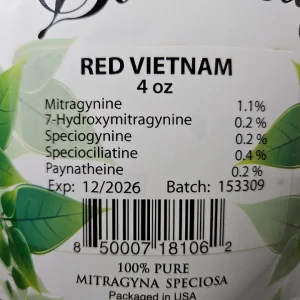 RED VIETNAM
4 oz
Mitragynine 1.1%
7-Hydroxymitragynine 0.2 %
Speciogynine 0.2 %
Speciociliatine 0.4 %
Paynatheine 0.2 %
Exp: 12/2026 Batch: 153309
8 50007 18106 2
100% PURE
MITRAGYNA SPECIOSA
Packaged in USA